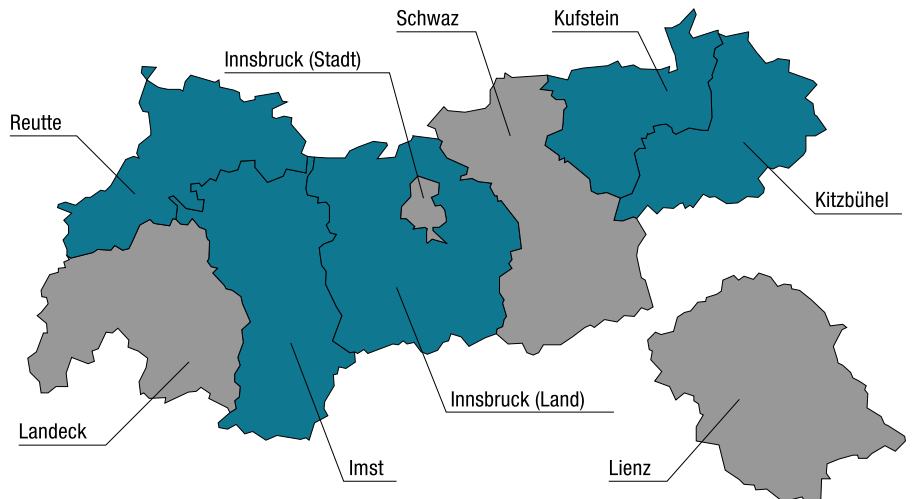 Schwaz
Kufstein
Innsbruck (Stadt)
Reutte
Kitzbühel
Innsbruck (Land)
Landeck
Imst
Lienz